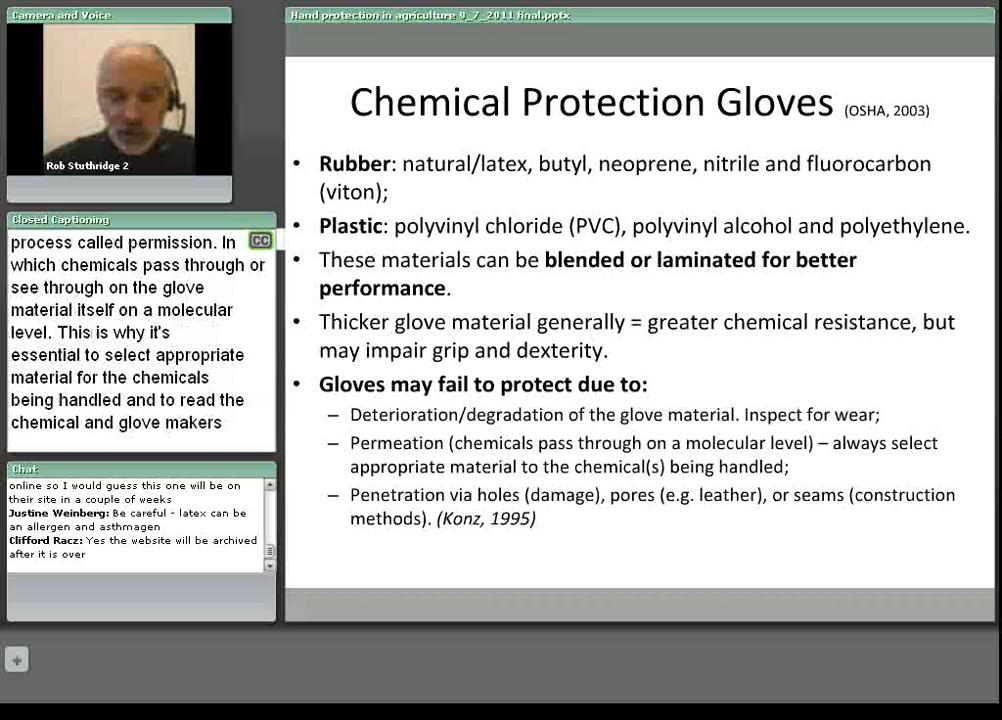 Camera and Voice
Rob Stuthridge 2
Closed Captioning
process called permission. In
CC
which chemicals pass through or
see through on the glove
material itself on a molecular
level. This is why it's
essential to select appropriate
material for the chemicals
being handled and to read the
chemical and glove makers
Chat
online so I would guess this one will be on
their site in a couple of weeks
Justine Weinberg: Be careful - latex can be
an allergen and asthmagen
Clifford Racz: Yes the website will be archived
after it is over
Hand protection in agriculture 9_7_2011 final.pptx
Chemical Protection Gloves (OSHA, 2003)
• Rubber: natural/latex, butyl, neoprene, nitrile and fluorocarbon
(viton);
• Plastic: polyvinyl chloride (PVC), polyvinyl alcohol and polyethylene.
• These materials can be blended or laminated for better
performance.
• Thicker glove material generally = greater chemical resistance, but
may impair grip and dexterity.
• Gloves may fail to protect due to:
– Deterioration/degradation of the glove material. Inspect for wear;
– Permeation (chemicals pass through on a molecular level) – always select
appropriate material to the chemical(s) being handled;
– Penetration via holes (damage), pores (e.g. leather), or seams (construction
methods). (Konz, 1995)